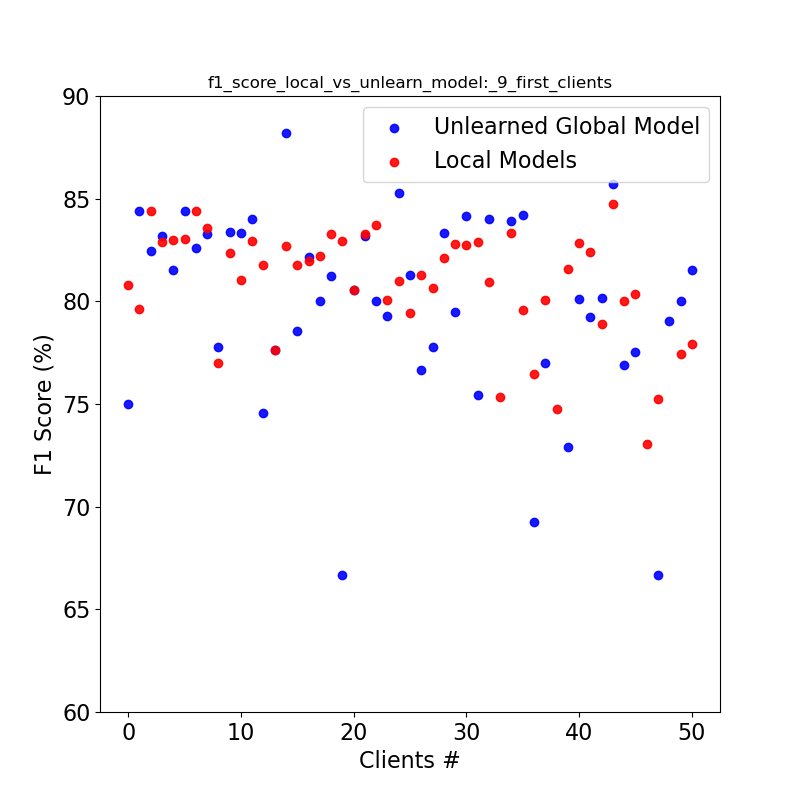 f1_score_local_vs_unlearn_model:_9_first_clients
Unlearned Global Model
Local Models
90
85
80
75
70
65
60
F1 Score (%)
0 10 20 30 40 50
Clients #